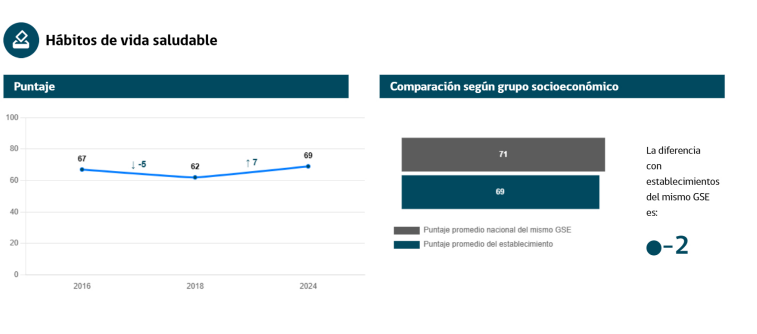 Hábitos de vida saludable
Puntaje
100
80
60
40
20
0
67
↓ -5
62
↑ 7
69
2016
2018
2024
Comparación según grupo socioeconómico
71
69
Puntaje promedio nacional del mismo GSE
Puntaje promedio del establecimiento
La diferencia
con
establecimientos
del mismo GSE
es:
-2